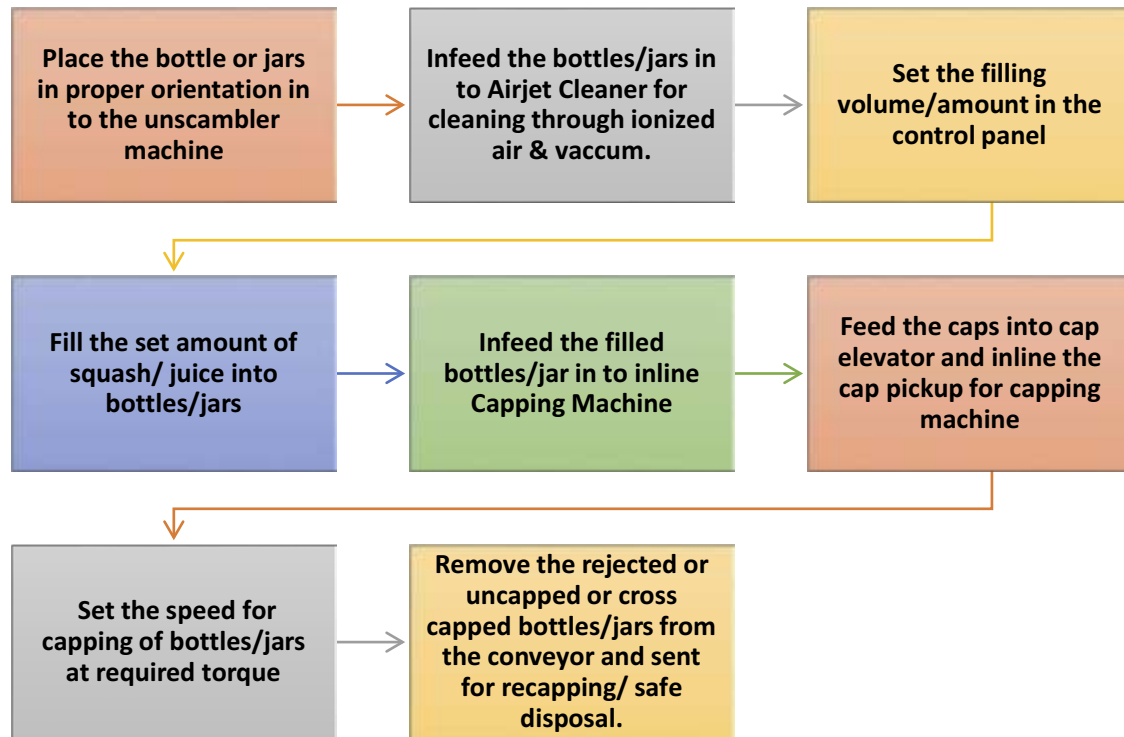 Place the bottle or jars
in proper orientation in
to the unscambler
machine
Infeed the bottles/jars in
to Airjet Cleaner for
cleaning through ionized
air & vaccum.
Set the filling
volume/amount in the
control panel
Fill the set amount of
squash/ juice into
bottles/jars
Infeed the filled
bottles/jar in to inline
Capping Machine
Feed the caps into cap
elevator and inline the
cap pickup for capping
machine
Set the speed for
capping of bottles/jars
at required torque
Remove the rejected or
uncapped or cross
capped bottles/jars from
the conveyor and sent
for recapping/ safe
disposal.